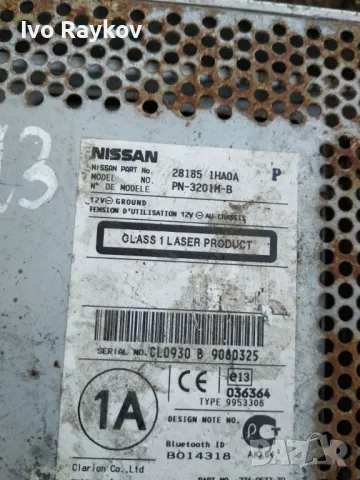 Ivo Raykov
13
NISSAN
NISSAN PART No. 28185 1HA0A P
MODEL NO.
N° DE MODELE PN-3201M-B
12V⊖ GROUND
TENSION D'UTILISATION 12V ⊖ AU CHASSIS
CLASS 1 LASER PRODUCT
SERIAL NO. CL0930 B 9080325
1A
CE
e13
036364
TYPE 9953306
DESIGN NOTE NO.
Bluetooth ID
B014318
Clarion Co., Ltd